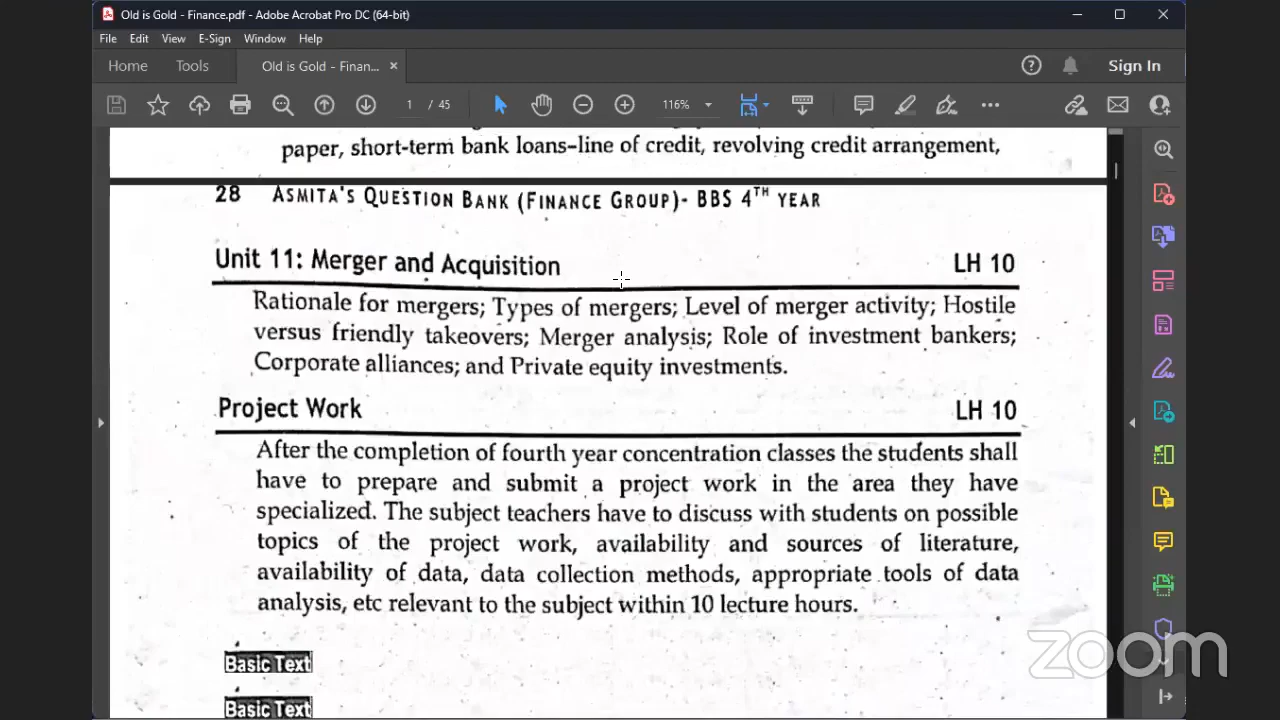 Old is Gold - Finance.pdf - Adobe Acrobat Pro DC (64-bit)
File Edit View E-Sign Window Help
Home Tools Old is Gold - Finan... × Sign In
1 / 45 116%
paper, short-term bank loans–line of credit, revolving credit arrangement,
28 ASMITA'S QUESTION BANK (FINANCE GROUP)- BBS 4TH YEAR
Unit 11: Merger and Acquisition LH 10
Rationale for mergers; Types of mergers; Level of merger activity; Hostile
versus friendly takeovers; Merger analysis; Role of investment bankers;
Corporate alliances; and Private equity investments.
Project Work LH 10
After the completion of fourth year concentration classes the students shall
have to prepare and submit a project work in the area they have
specialized. The subject teachers have to discuss with students on possible
topics of the project work, availability and sources of literature,
availability of data, data collection methods, appropriate tools of data
analysis, etc relevant to the subject within 10 lecture hours.
Basic Text
Basic Text
zoom